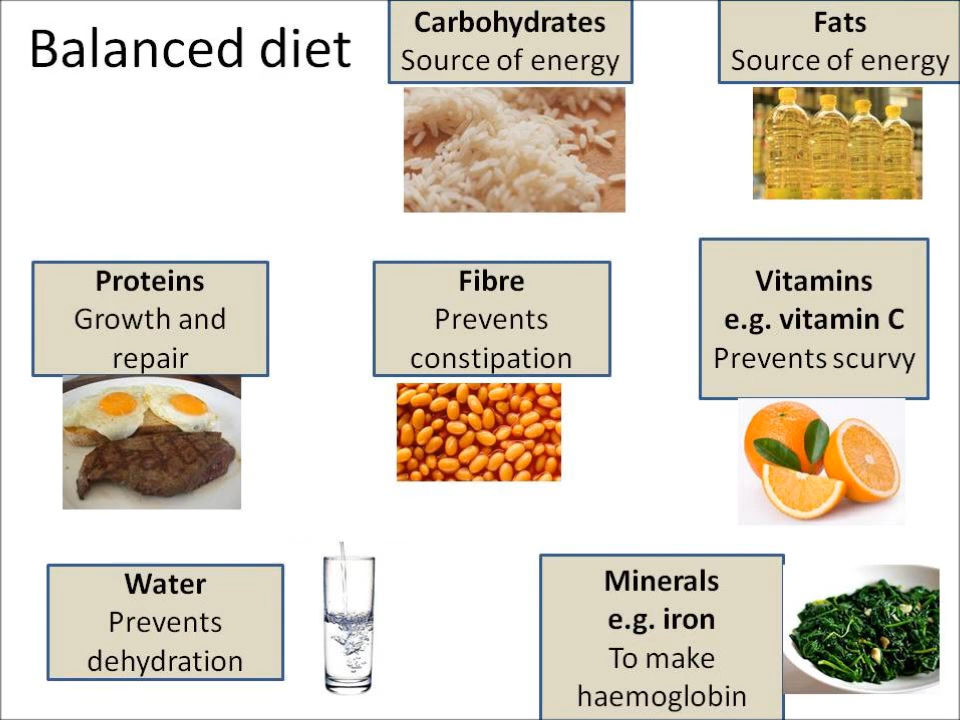 Balanced diet
Carbohydrates
Source of energy
Fats
Source of energy
Proteins
Growth and
repair
Fibre
Prevents
constipation
Vitamins
e.g. vitamin C
Prevents scurvy
Water
Prevents
dehydration
Minerals
e.g. iron
To make
haemoglobin